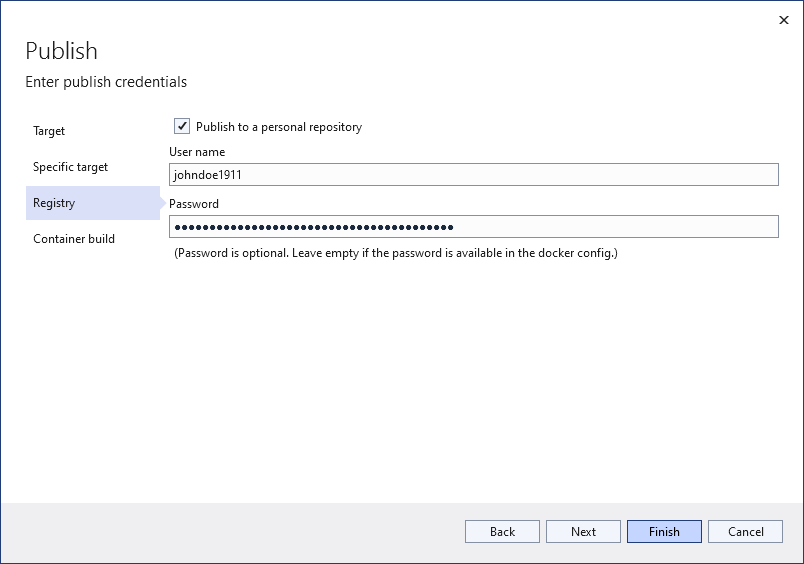 Publish
Enter publish credentials
Target
Specific target
Registry
Container build
Publish to a personal repository
User name
johndoe1911
Password
●●●●●●●●●●●●●●●●●●●●●●●●●●●●●●●●●●●●●●●●
(Password is optional. Leave empty if the password is available in the docker config.)
Back Next Finish Cancel